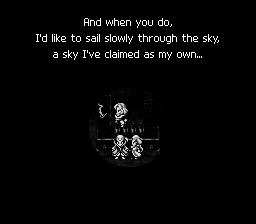 And when you do,
I'd like to sail slowly through the sky,
a sky I've claimed as my own...